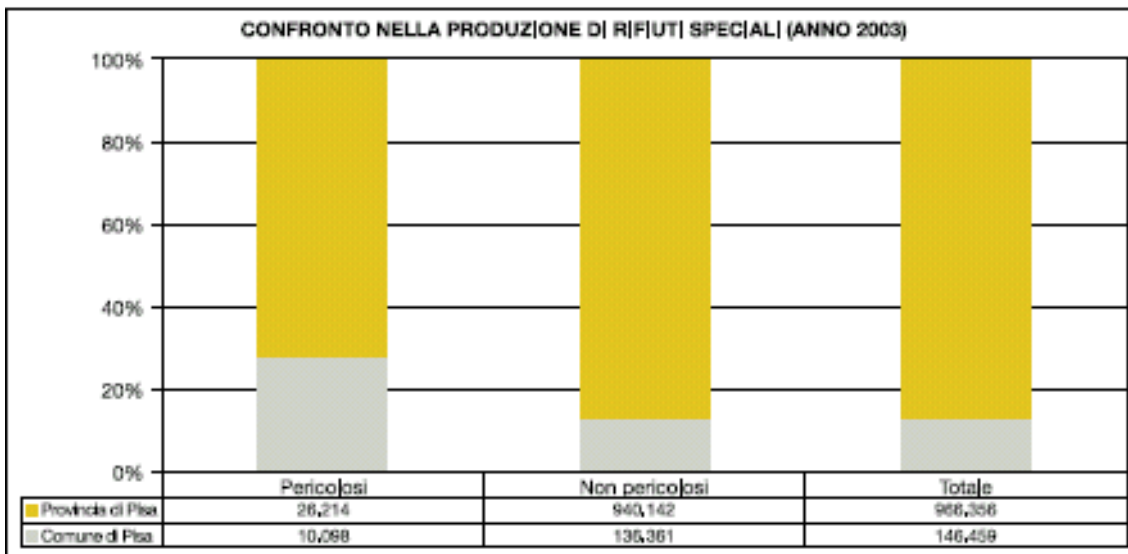 CONFRONTO NELLA PRODUZIONE DI RIFIUTI SPECIALI (ANNO 2003)
100%
80%
60%
40%
20%
0%
Pericolosi Non pericolosi Totale
Provincia di Pisa 26,214 940,142 966,356
Comune di Pisa 10,098 136,361 146,459